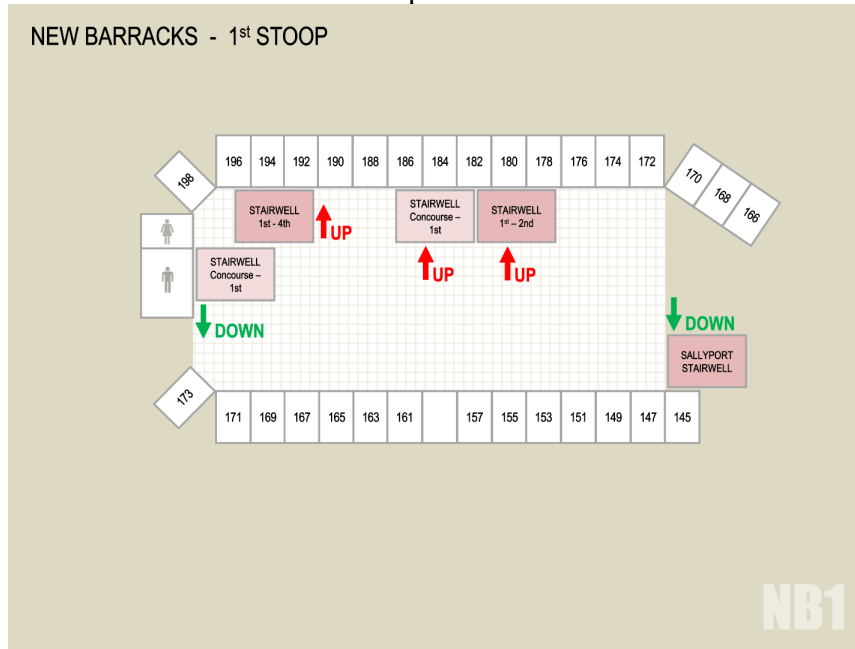 NEW BARRACKS - 1st STOOP
196 194 192 190 188 186 184 182 180 178 176 174 172
198
170
168
166
STAIRWELL
1st - 4th
UP
STAIRWELL
Concourse –
1st
UP
STAIRWELL
1st – 2nd
UP
STAIRWELL
Concourse –
1st
DOWN
DOWN
SALLYPORT
STAIRWELL
173
171 169 167 165 163 161 157 155 153 151 149 147 145
NB1